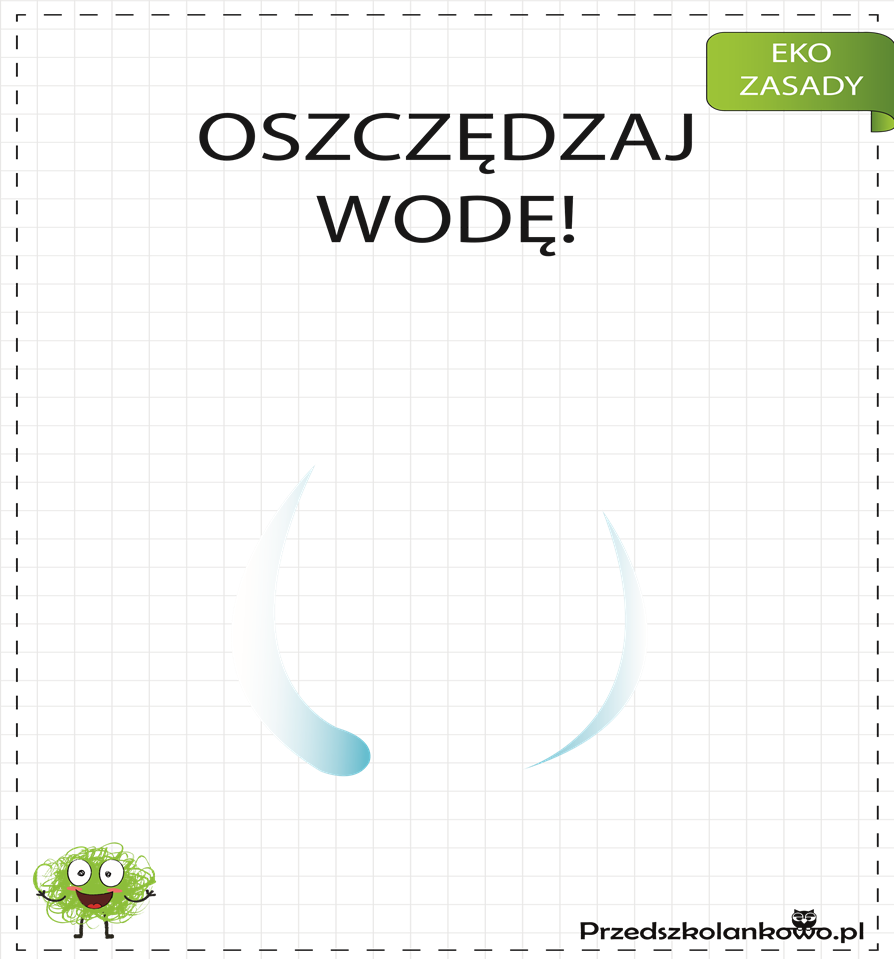 EKO
ZASADY
OSZCZĘDZAJ
WODĘ!
Przedszkolankowo.pl